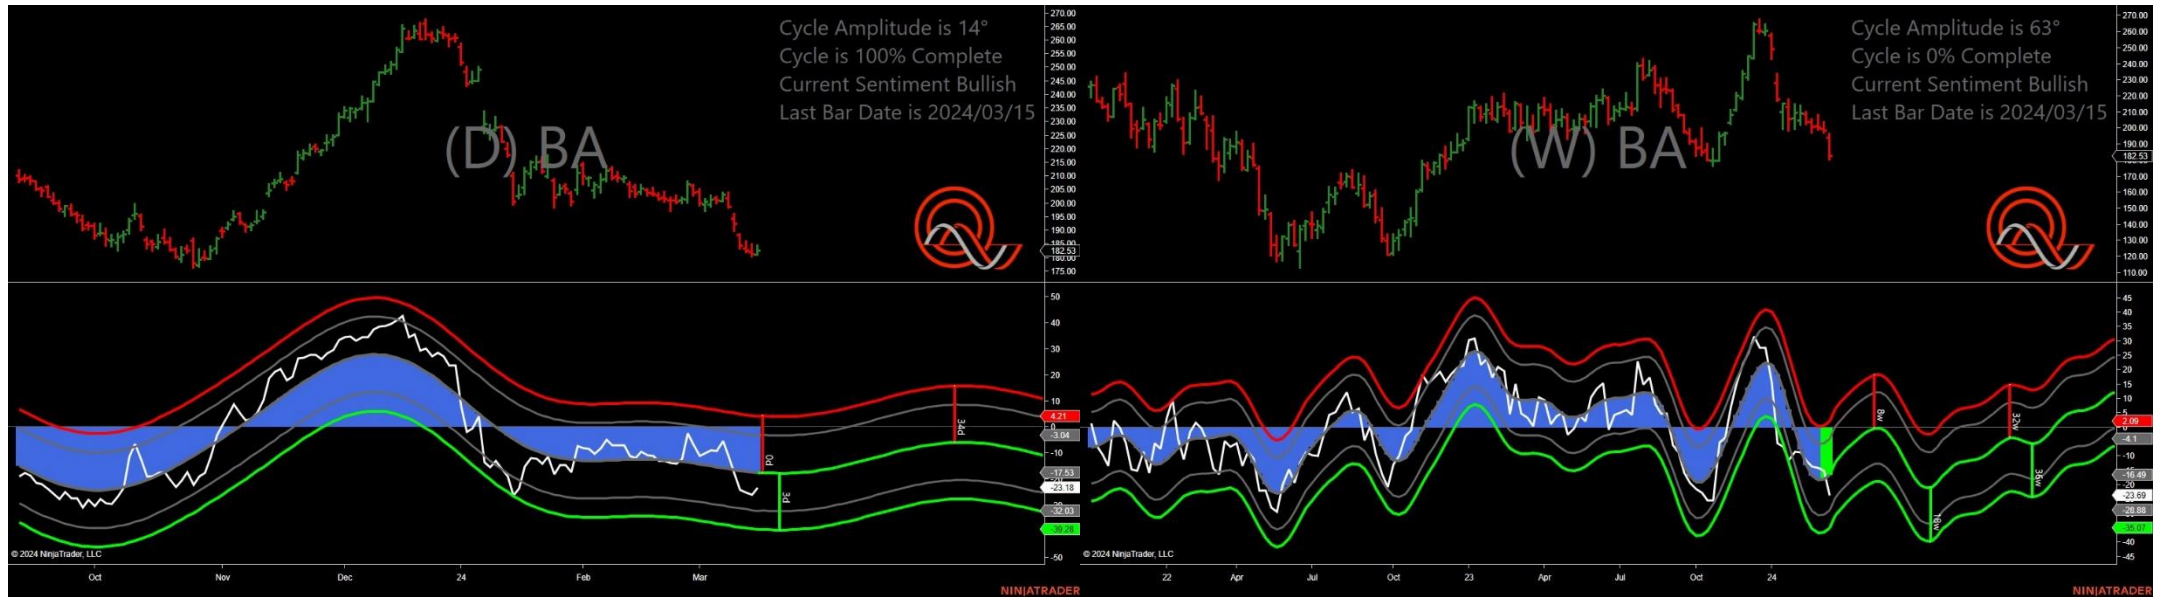 Cycle Amplitude is 14°
Cycle is 100% Complete
Current Sentiment Bullish
Last Bar Date is 2024/03/15
(D) BA
270.00
265.00
260.00
255.00
250.00
245.00
240.00
235.00
230.00
225.00
220.00
215.00
210.00
205.00
200.00
195.00
190.00
185.00
182.53
180.00
175.00
50
40
30
20
10
4.21
0
-3.04
-10
-17.53
-23.18
-32.03
-39.26
-50
0d
3d
34d
© 2024 NinjaTrader, LLC
Oct
Nov
Dec
24
Feb
Mar
NINJATRADER
Cycle Amplitude is 63°
Cycle is 0% Complete
Current Sentiment Bullish
Last Bar Date is 2024/03/15
(W) BA
270.00
260.00
250.00
240.00
230.00
220.00
210.00
200.00
190.00
182.53
180.00
170.00
160.00
150.00
140.00
130.00
120.00
110.00
45
40
35
30
25
20
15
10
5
2.09
0
-4.1
-10
-16.49
-20
-23.69
-28.88
-35.07
-40
-45
8w
18w
32w
36w
© 2024 NinjaTrader, LLC
22
Apr
Jul
Oct
23
Apr
Jul
Oct
24
NINJATRADER